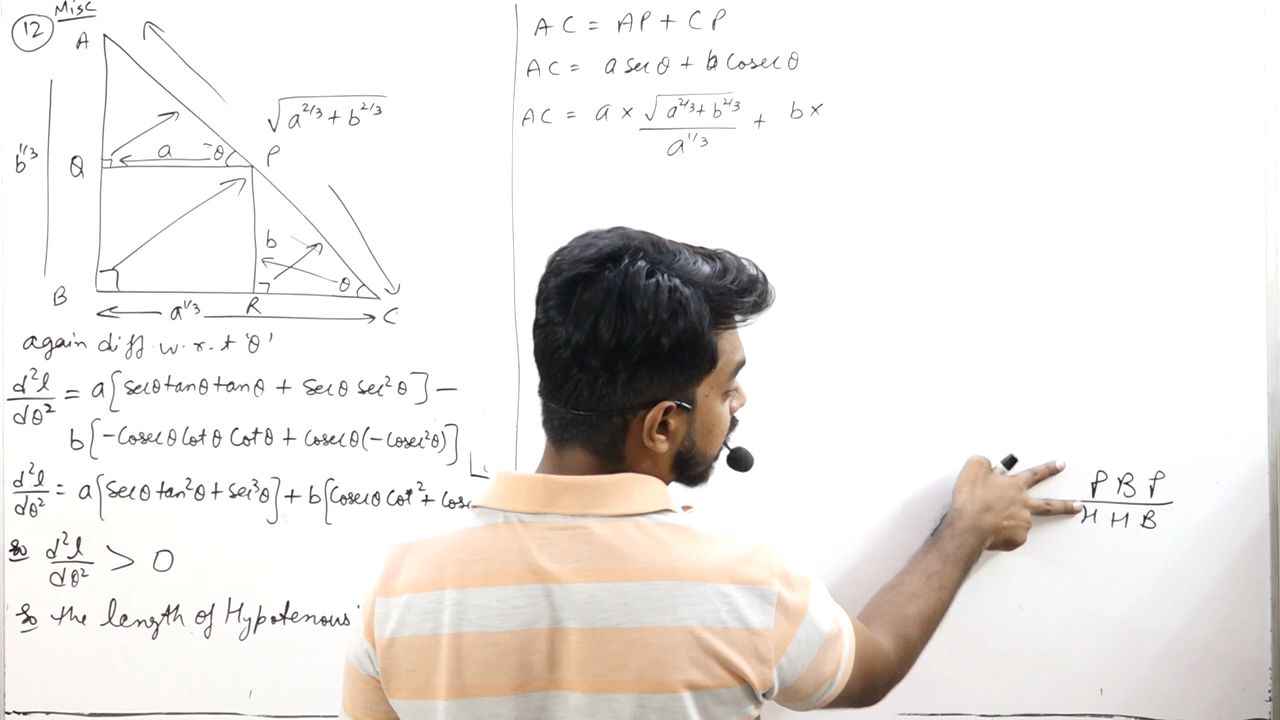 12 Misc
A
√a^2/3 + b^2/3
b^1/3
Q
a
θ
P
b
θ
B
a^1/3
R
C
again diff w.r.t 'θ'
d²l/dθ² = a[secθ tanθ tanθ + secθ sec²θ] −
b[-cosecθ cotθ cotθ + cosecθ(-cosec²θ)]
d²l/dθ² = a[secθ tan²θ + sec³θ] + b[cosecθ cot² + cose
so d²l/dθ² > 0
so the length of Hypotenous
AC = AP + CP
AC = a secθ + b cosecθ
AC = a × √a^2/3 + b^2/3 / a^1/3 + b ×
P B P
H H B